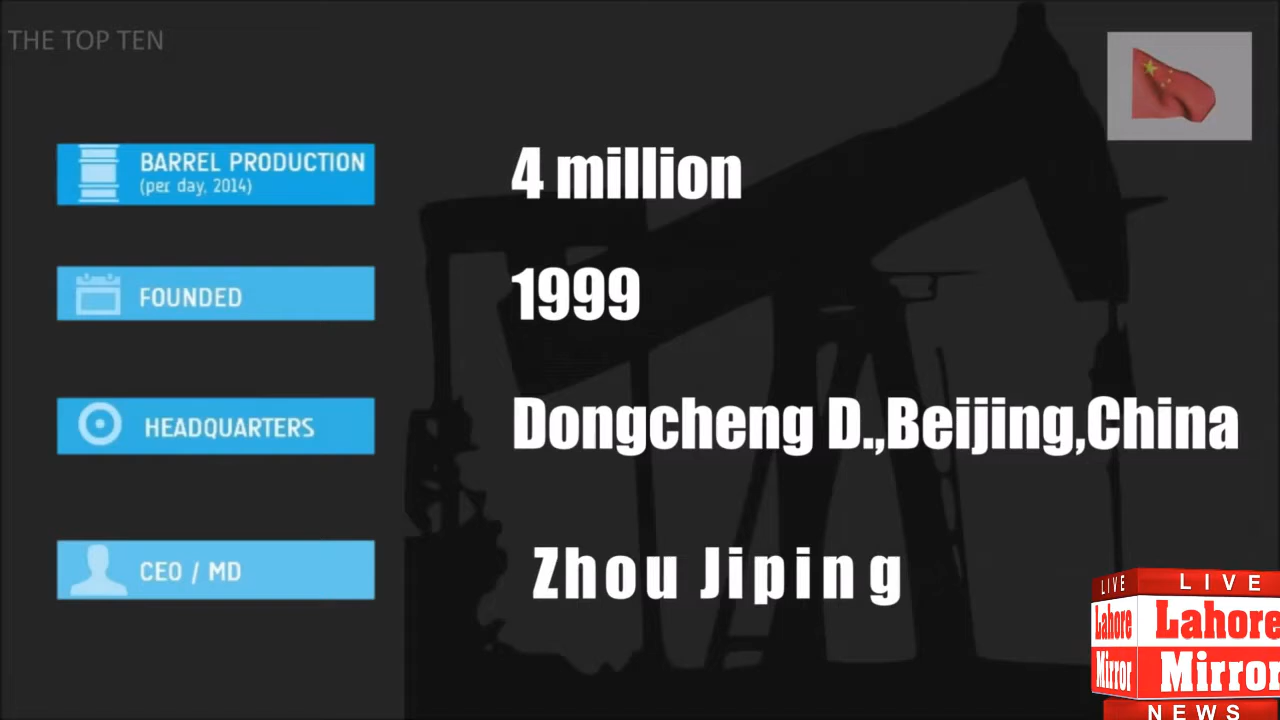 THE TOP TEN
BARREL PRODUCTION
(per day, 2014)
4 million
FOUNDED
1999
HEADQUARTERS
Dongcheng D.,Beijing,China
CEO / MD
Zhou Jiping
LIVE LIVE
Lahore Lahore
Mirror Mirror
NEWS